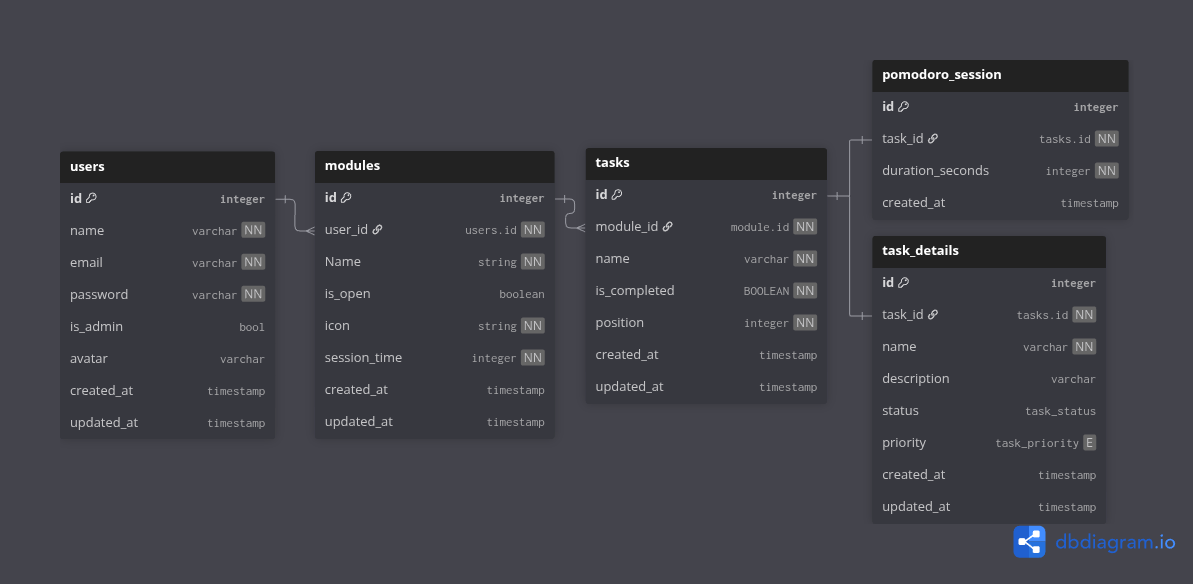 users
id integer
name varchar NN
email varchar NN
password varchar NN
is_admin bool
avatar varchar
created_at timestamp
updated_at timestamp
modules
id integer
user_id users.id NN
Name string NN
is_open boolean
icon string NN
session_time integer NN
created_at timestamp
updated_at timestamp
tasks
id integer
module_id module.id NN
name varchar NN
is_completed BOOLEAN NN
position integer NN
created_at timestamp
updated_at timestamp
pomodoro_session
id integer
task_id tasks.id NN
duration_seconds integer NN
created_at timestamp
task_details
id integer
task_id tasks.id NN
name varchar NN
description varchar
status task_status
priority task_priority E
created_at timestamp
updated_at timestamp
dbdiagram.io